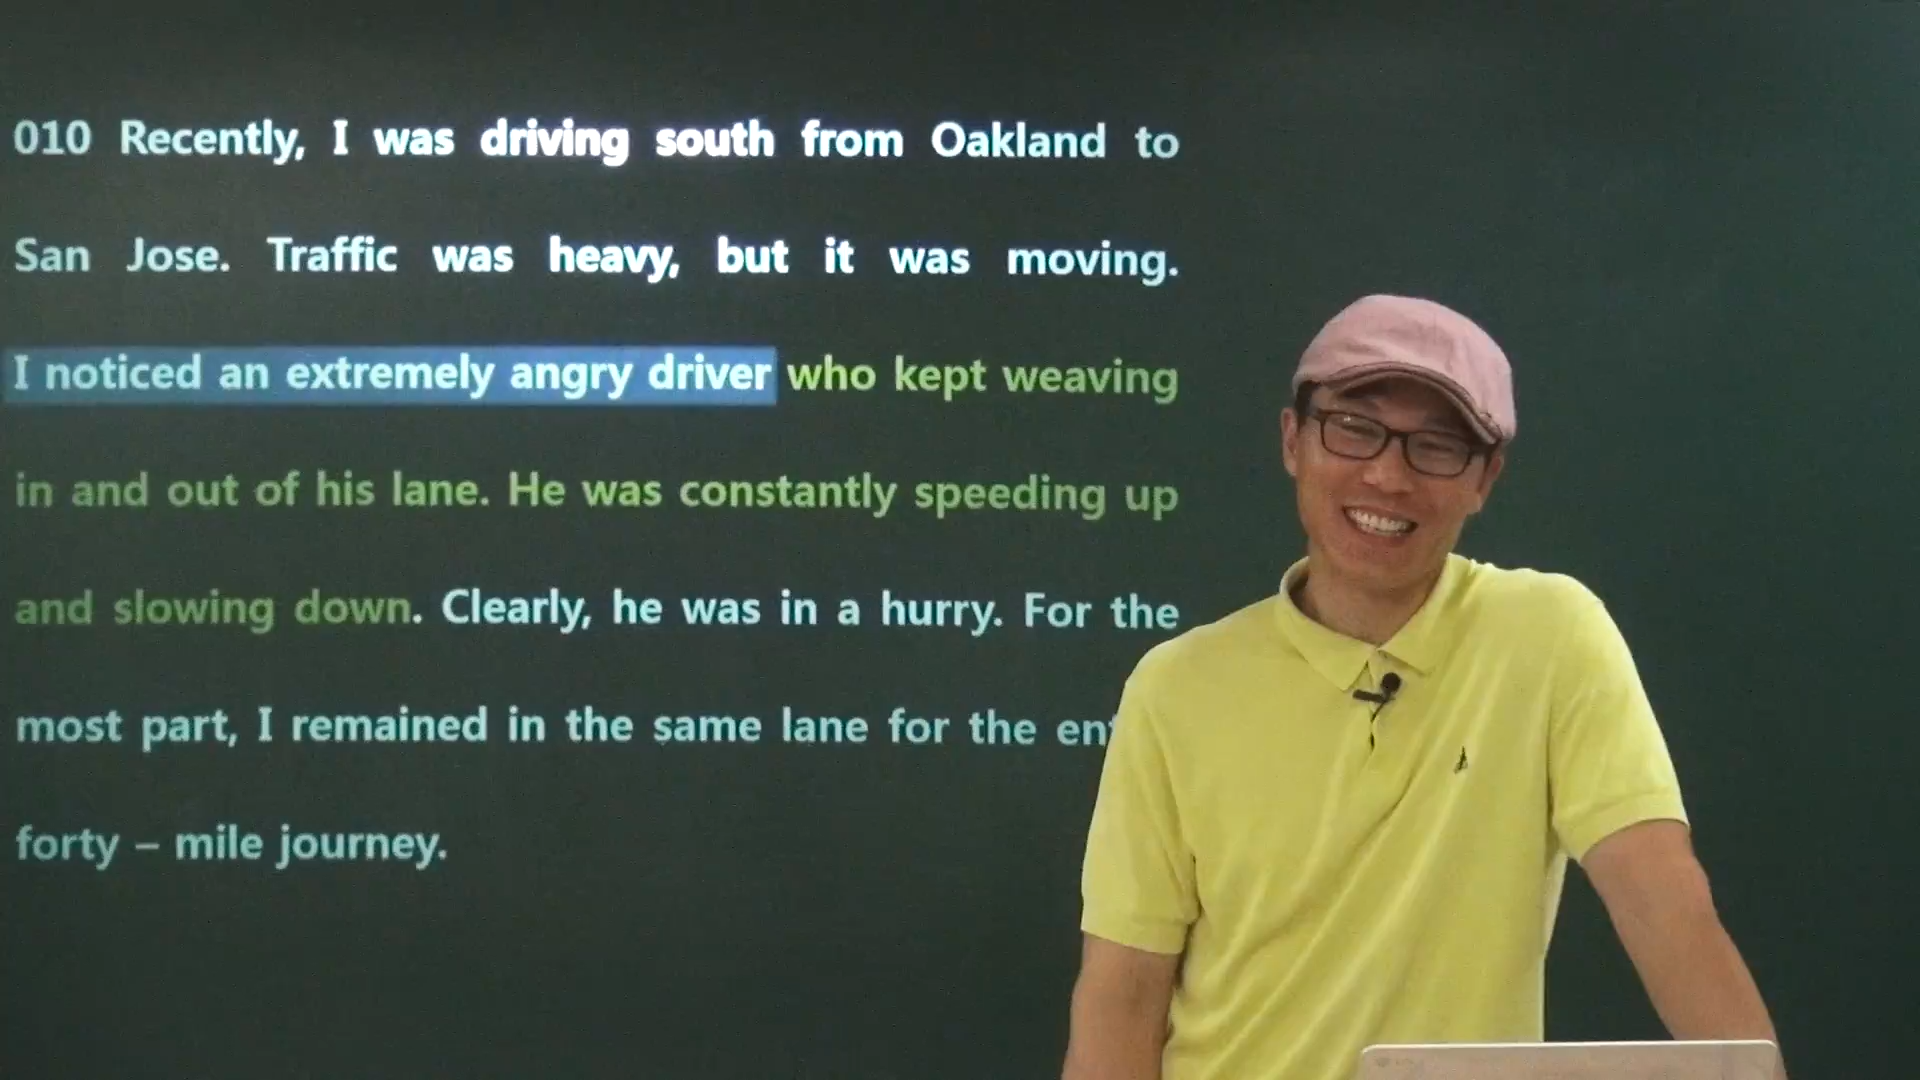 010 Recently, I was driving south from Oakland to
San Jose. Traffic was heavy, but it was moving.
I noticed an extremely angry driver who kept weaving
in and out of his lane. He was constantly speeding up
and slowing down. Clearly, he was in a hurry. For the
most part, I remained in the same lane for the
forty – mile journey.